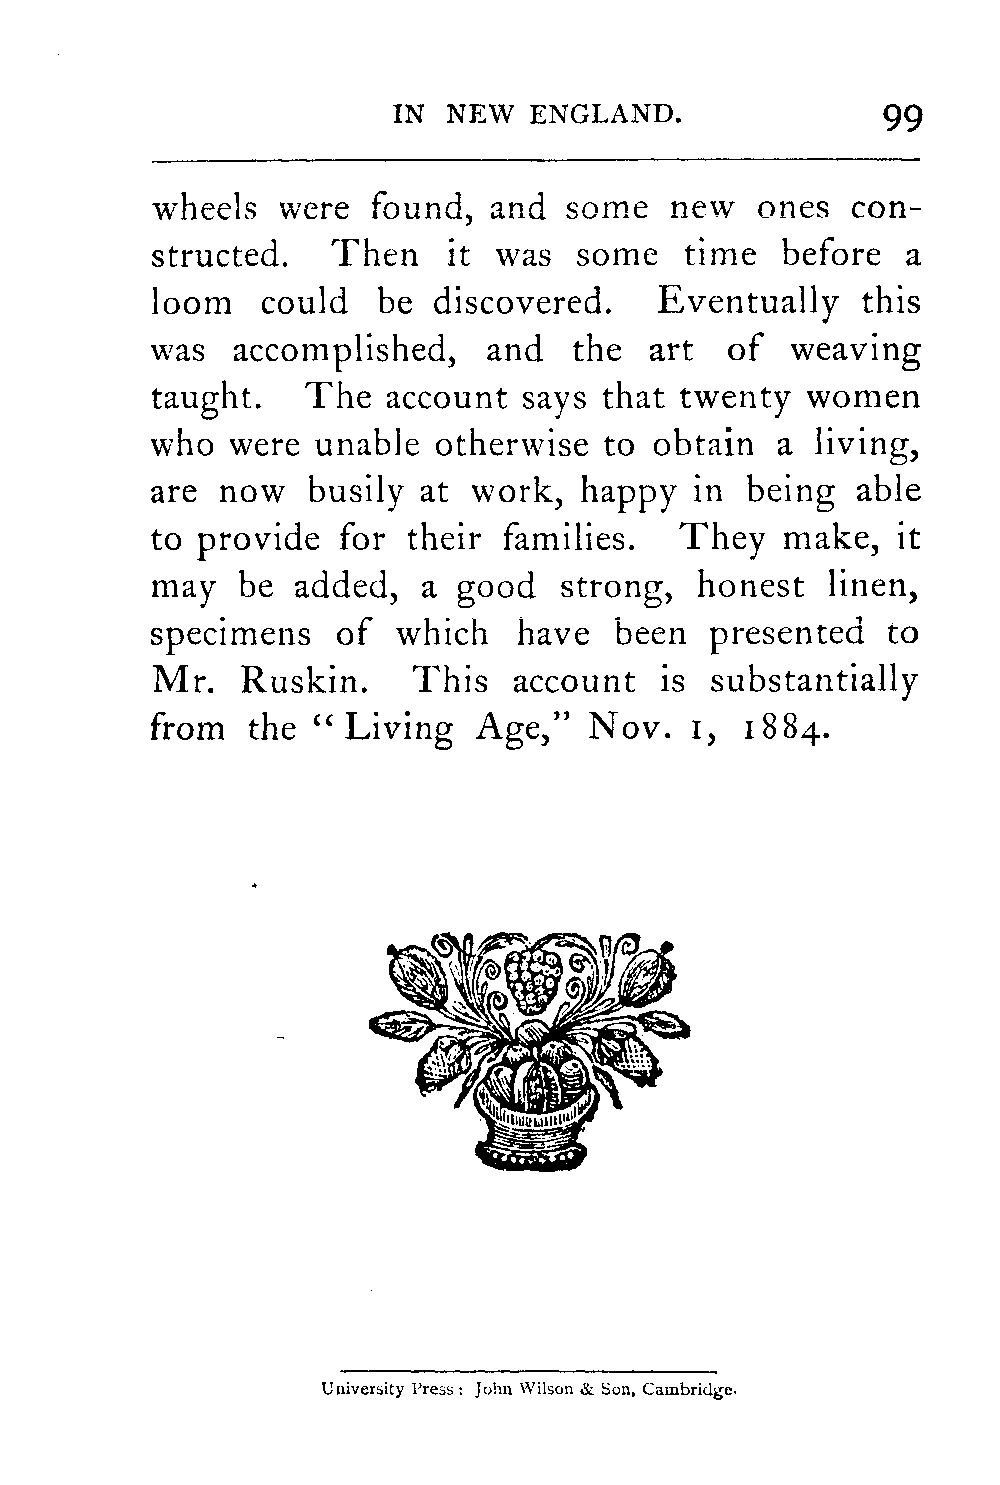 IN NEW ENGLAND. 99
wheels were found, and some new ones con-
structed. Then it was some time before a
loom could be discovered. Eventually this
was accomplished, and the art of weaving
taught. The account says that twenty women
who were unable otherwise to obtain a living,
are now busily at work, happy in being able
to provide for their families. They make, it
may be added, a good strong, honest linen,
specimens of which have been presented to
Mr. Ruskin. This account is substantially
from the “Living Age,” Nov. 1, 1884.
University Press: John Wilson & Son, Cambridge.